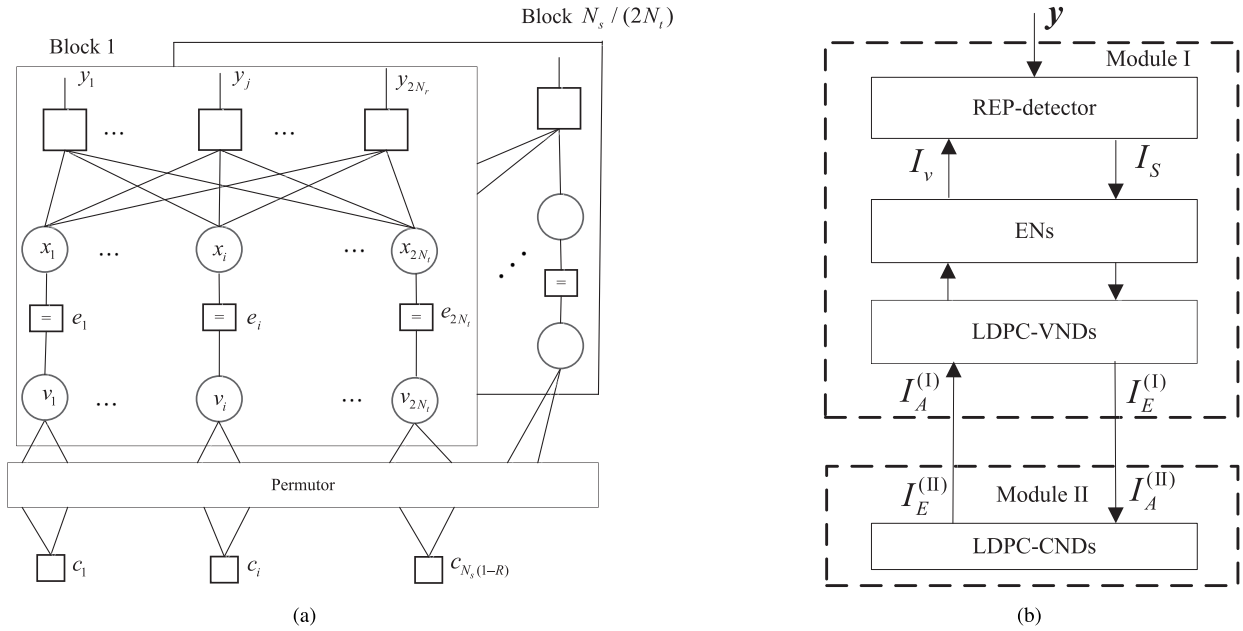 Block N_s / (2N_t)
Block 1
y_1 y_j y_{2N_r}
... ...
x_1 ... x_i ... x_{2N_t}
= e_1 = e_i = e_{2N_t} =
v_1 ... v_i ... v_{2N_t}
Permutor
c_1 c_i c_{N_s(1−R)}
(a)
y
Module I
REP-detector
I_v I_S
ENs
LDPC-VNDs
I_A^{(I)} I_E^{(I)}
I_E^{(II)} Module II I_A^{(II)}
LDPC-CNDs
(b)